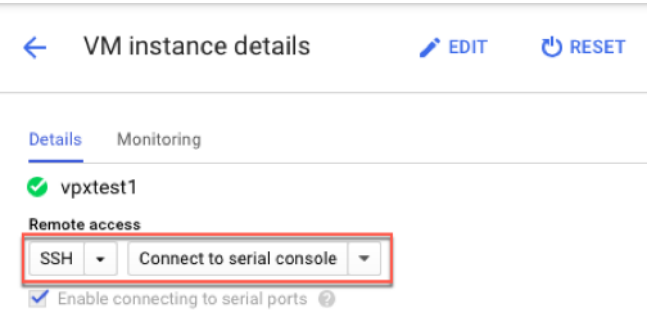 VM instance details EDIT RESET
Details Monitoring
vpxtest1
Remote access
SSH Connect to serial console
Enable connecting to serial ports ?